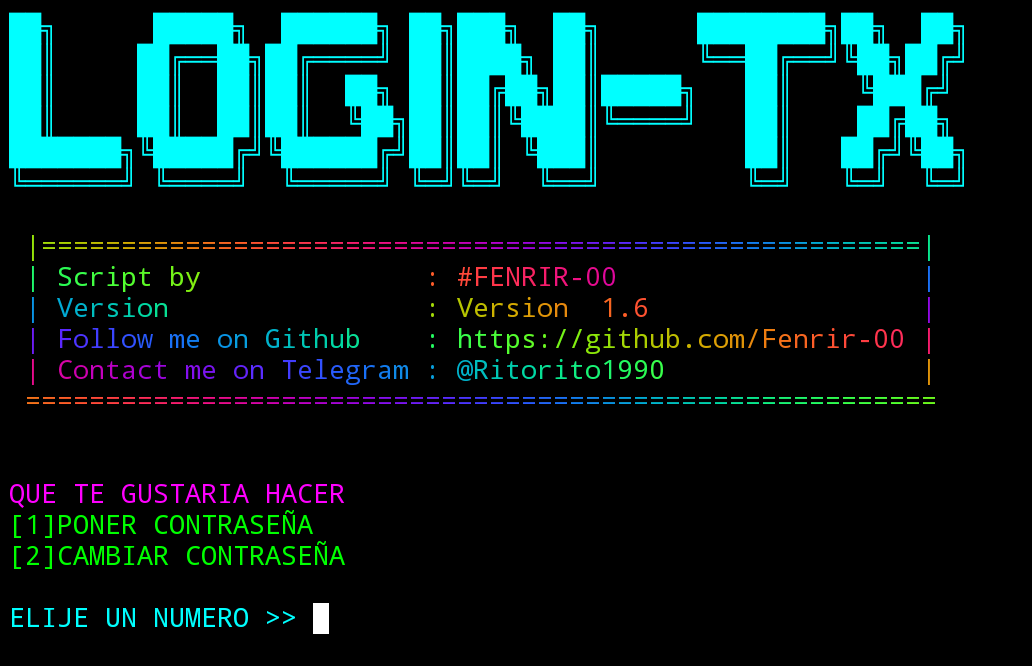 LOGIN-TX
|=======================================================|
| Script by : #FENRIR-00 |
| Version : Version 1.6 |
| Follow me on Github : https://github.com/Fenrir-00 |
| Contact me on Telegram : @Ritorito1990 |
=========================================================
QUE TE GUSTARIA HACER
[1]PONER CONTRASEÑA
[2]CAMBIAR CONTRASEÑA
ELIJE UN NUMERO >>